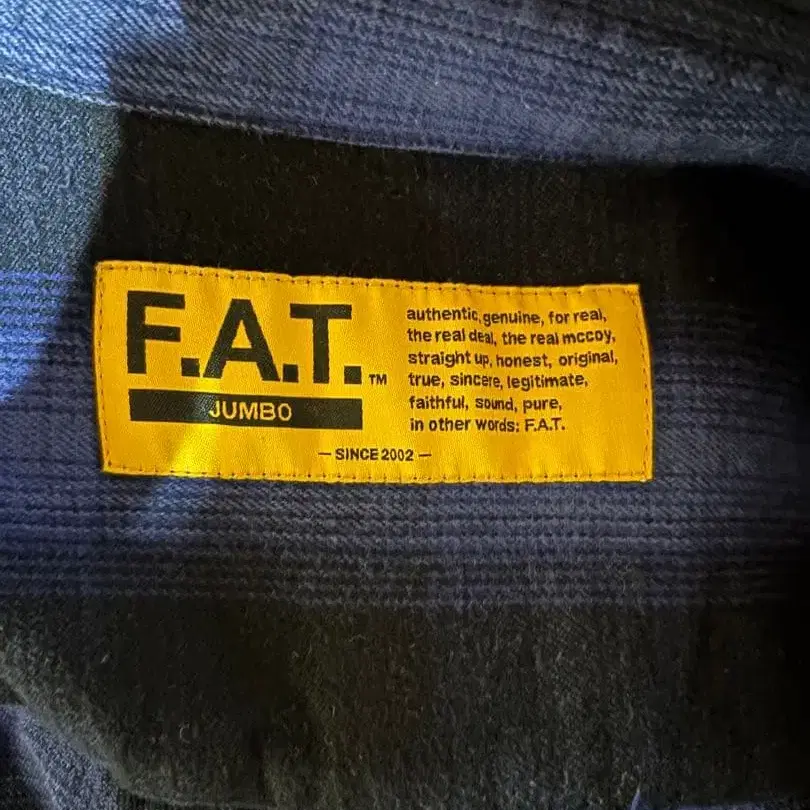 F.A.T.™
JUMBO
authentic, genuine, for real,
the real deal, the real mccoy,
straight up, honest, original,
true, sincere, legitimate,
faithful, sound, pure,
in other words: F.A.T.
— SINCE 2002 —